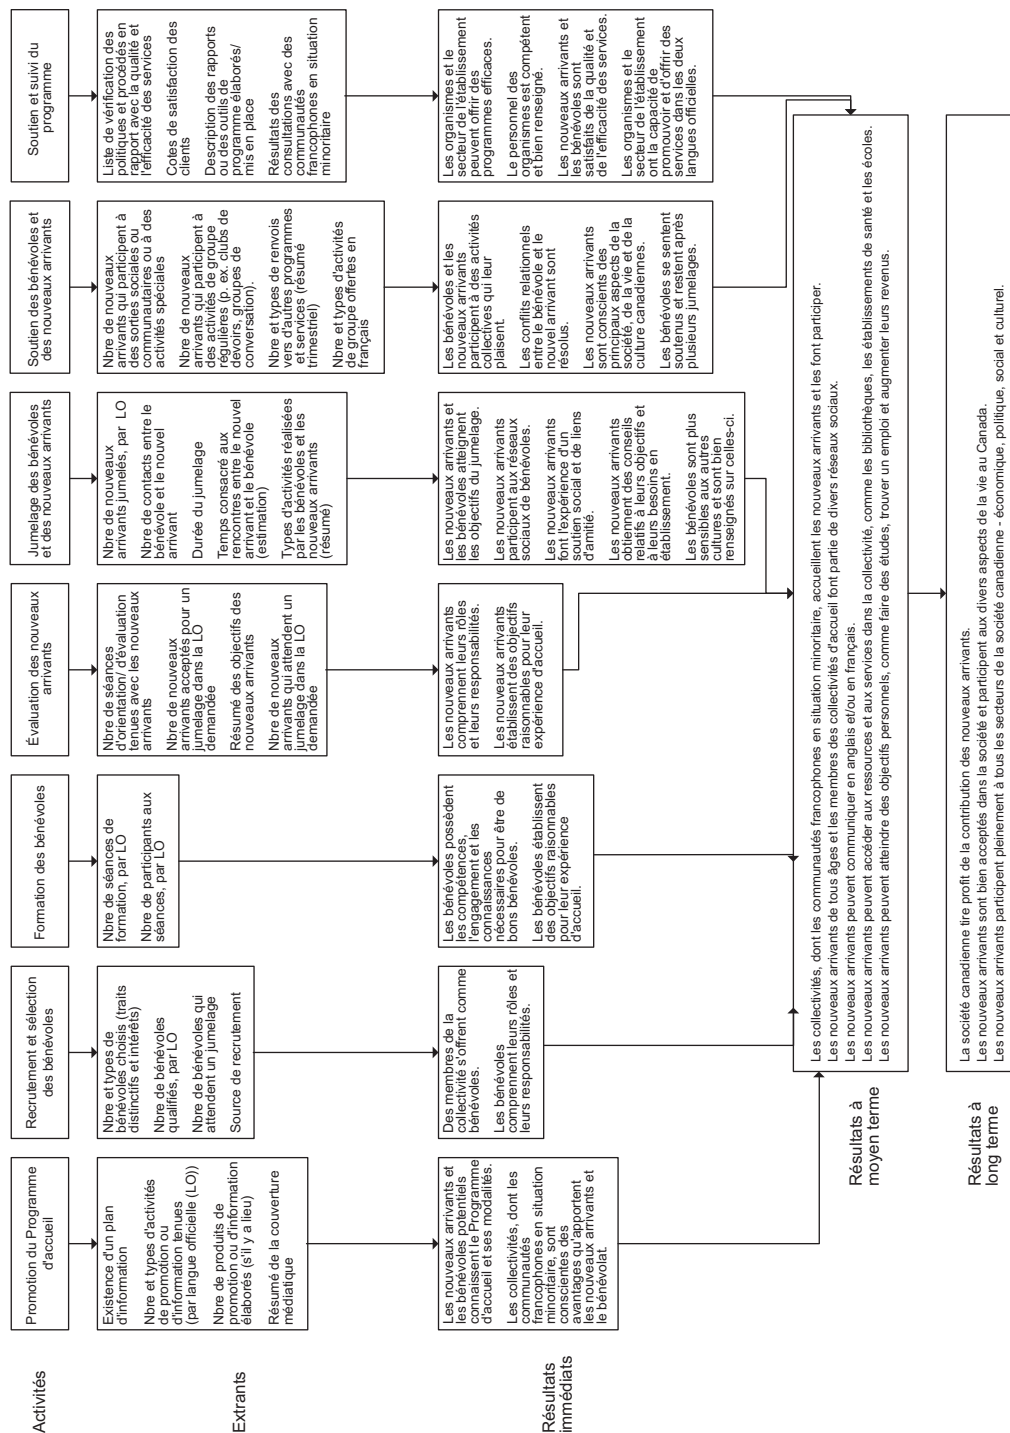 Activités
Promotion du Programme
d'accueil
Recrutement et sélection
des bénévoles
Formation des bénévoles
Évaluation des nouveaux
arrivants
Jumelage des bénévoles
et des nouveaux arrivants
Soutien des bénévoles et
des nouveaux arrivants
Soutien et suivi du
programme
Extrants
Existence d'un plan
d'information
Nbre et types d'activités
de promotion ou
d'information tenues
(par langue officielle (LO))
Nbre de produits de
promotion ou d'information
élaborés (s'il y a lieu)
Résumé de la couverture
médiatique
Nbre et types de
bénévoles choisis (traits
distinctifs et intérêts)
Nbre de bénévoles
qualifiés, par LO
Nbre de bénévoles qui
attendent un jumelage
Source de recrutement
Nbre de séances de
formation, par LO
Nbre de participants aux
séances, par LO
Nbre de séances
d'orientation/ d'évaluation
tenues avec les nouveaux
arrivants
Nbre de nouveaux
arrivants acceptés pour un
jumelage dans la LO
demandée
Résumé des objectifs des
nouveaux arrivants
Nbre de nouveaux
arrivants qui attendent un
jumelage dans la LO
demandée
Nbre de nouveaux
arrivants jumelés, par LO
Nbre de contacts entre le
bénévole et le nouvel
arrivant
Durée du jumelage
Temps consacré aux
rencontres entre le nouvel
arrivant et le bénévole
(estimation)
Types d'activités réalisées
par les bénévoles et les
nouveaux arrivants
(résumé)
Nbre de nouveaux
arrivants qui participent à
des sorties sociales ou
communautaires ou à des
activités spéciales
Nbre de nouveaux
arrivants qui participent à
des activités de groupe
régulières (p. ex. clubs de
devoirs, groupes de
conversation).
Nbre et types de renvois
vers d'autres programmes
et services (résumé
trimestriel)
Nbre et types d'activités
de groupe offertes en
français
Liste de vérification des
politiques et procédés en
rapport avec la qualité et
l'efficacité des services
Cotes de satisfaction des
clients
Description des rapports
ou des outils de
programme élaborés/
mis en place
Résultats des
consultations avec des
communautés
francophones en situation
minoritaire
Résultats
immédiats
Les nouveaux arrivants et
les bénévoles potentiels
connaissent le Programme
d'accueil et ses modalités.
Les collectivités, dont les
communautés
francophones en situation
minoritaire, sont
conscientes des
avantages qu'apportent
les nouveaux arrivants et
le bénévolat.
Des membres de la
collectivité s'offrent comme
bénévoles.
Les bénévoles
comprennent leurs rôles et
leurs responsabilités.
Les bénévoles possèdent
les compétences,
l'engagement et les
connaissances
nécessaires pour être de
bons bénévoles.
Les bénévoles établissent
des objectifs raisonnables
pour leur expérience
d'accueil.
Les nouveaux arrivants
comprennent leurs rôles
et leurs responsabilités.
Les nouveaux arrivants
établissent des objectifs
raisonnables pour leur
expérience d'accueil.
Les nouveaux arrivants et
les bénévoles atteignent
les objectifs du jumelage.
Les nouveaux arrivants
participent aux réseaux
sociaux de bénévoles.
Les nouveaux arrivants
font l'expérience d'un
soutien social et de liens
d'amitié.
Les nouveaux arrivants
obtiennent des conseils
relatifs à leurs objectifs et
à leurs besoins en
établissement.
Les bénévoles sont plus
sensibles aux autres
cultures et sont bien
renseignés sur celles-ci.
Les bénévoles et les
nouveaux arrivants
participent à des activités
collectives qui leur
plaisent.
Les conflits relationnels
entre le bénévole et le
nouvel arrivant sont
résolus.
Les nouveaux arrivants
sont conscients des
principaux aspects de la
société, de la vie et de la
culture canadiennes.
Les bénévoles se sentent
soutenus et restent après
plusieurs jumelages.
Les organismes et le
secteur de l'établissement
peuvent offrir des
programmes efficaces.
Le personnel des
organismes est compétent
et bien renseigné.
Les nouveaux arrivants et
les bénévoles sont
satisfaits de la qualité et
de l'efficacité des services.
Les organismes et le
secteur de l'établissement
ont la capacité de
promouvoir et d'offrir des
services dans les deux
langues officielles.
Résultats à
moyen terme
Les collectivités, dont les communautés francophones en situation minoritaire, accueillent les nouveaux arrivants et les font participer.
Les nouveaux arrivants de tous âges et les membres des collectivités d'accueil font partie de divers réseaux sociaux.
Les nouveaux arrivants peuvent communiquer en anglais et/ou en français.
Les nouveaux arrivants peuvent accéder aux ressources et aux services dans la collectivité, comme les bibliothèques, les établissements de santé et les écoles.
Les nouveaux arrivants peuvent atteindre des objectifs personnels, comme faire des études, trouver un emploi et augmenter leurs revenus.
Résultats à
long terme
La société canadienne tire profit de la contribution des nouveaux arrivants.
Les nouveaux arrivants sont bien acceptés dans la société et participent aux divers aspects de la vie au Canada.
Les nouveaux arrivants participent pleinement à tous les secteurs de la société canadienne - économique, politique, social et culturel.